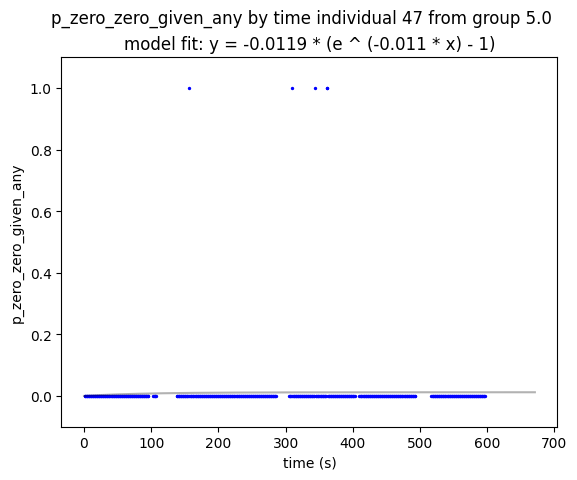 p_zero_zero_given_any by time individual 47 from group 5.0
model fit: y = -0.0119 * (e ^ (-0.011 * x) - 1)
p_zero_zero_given_any
1.0
0.8
0.6
0.4
0.2
0.0
0 100 200 300 400 500 600 700
time (s)